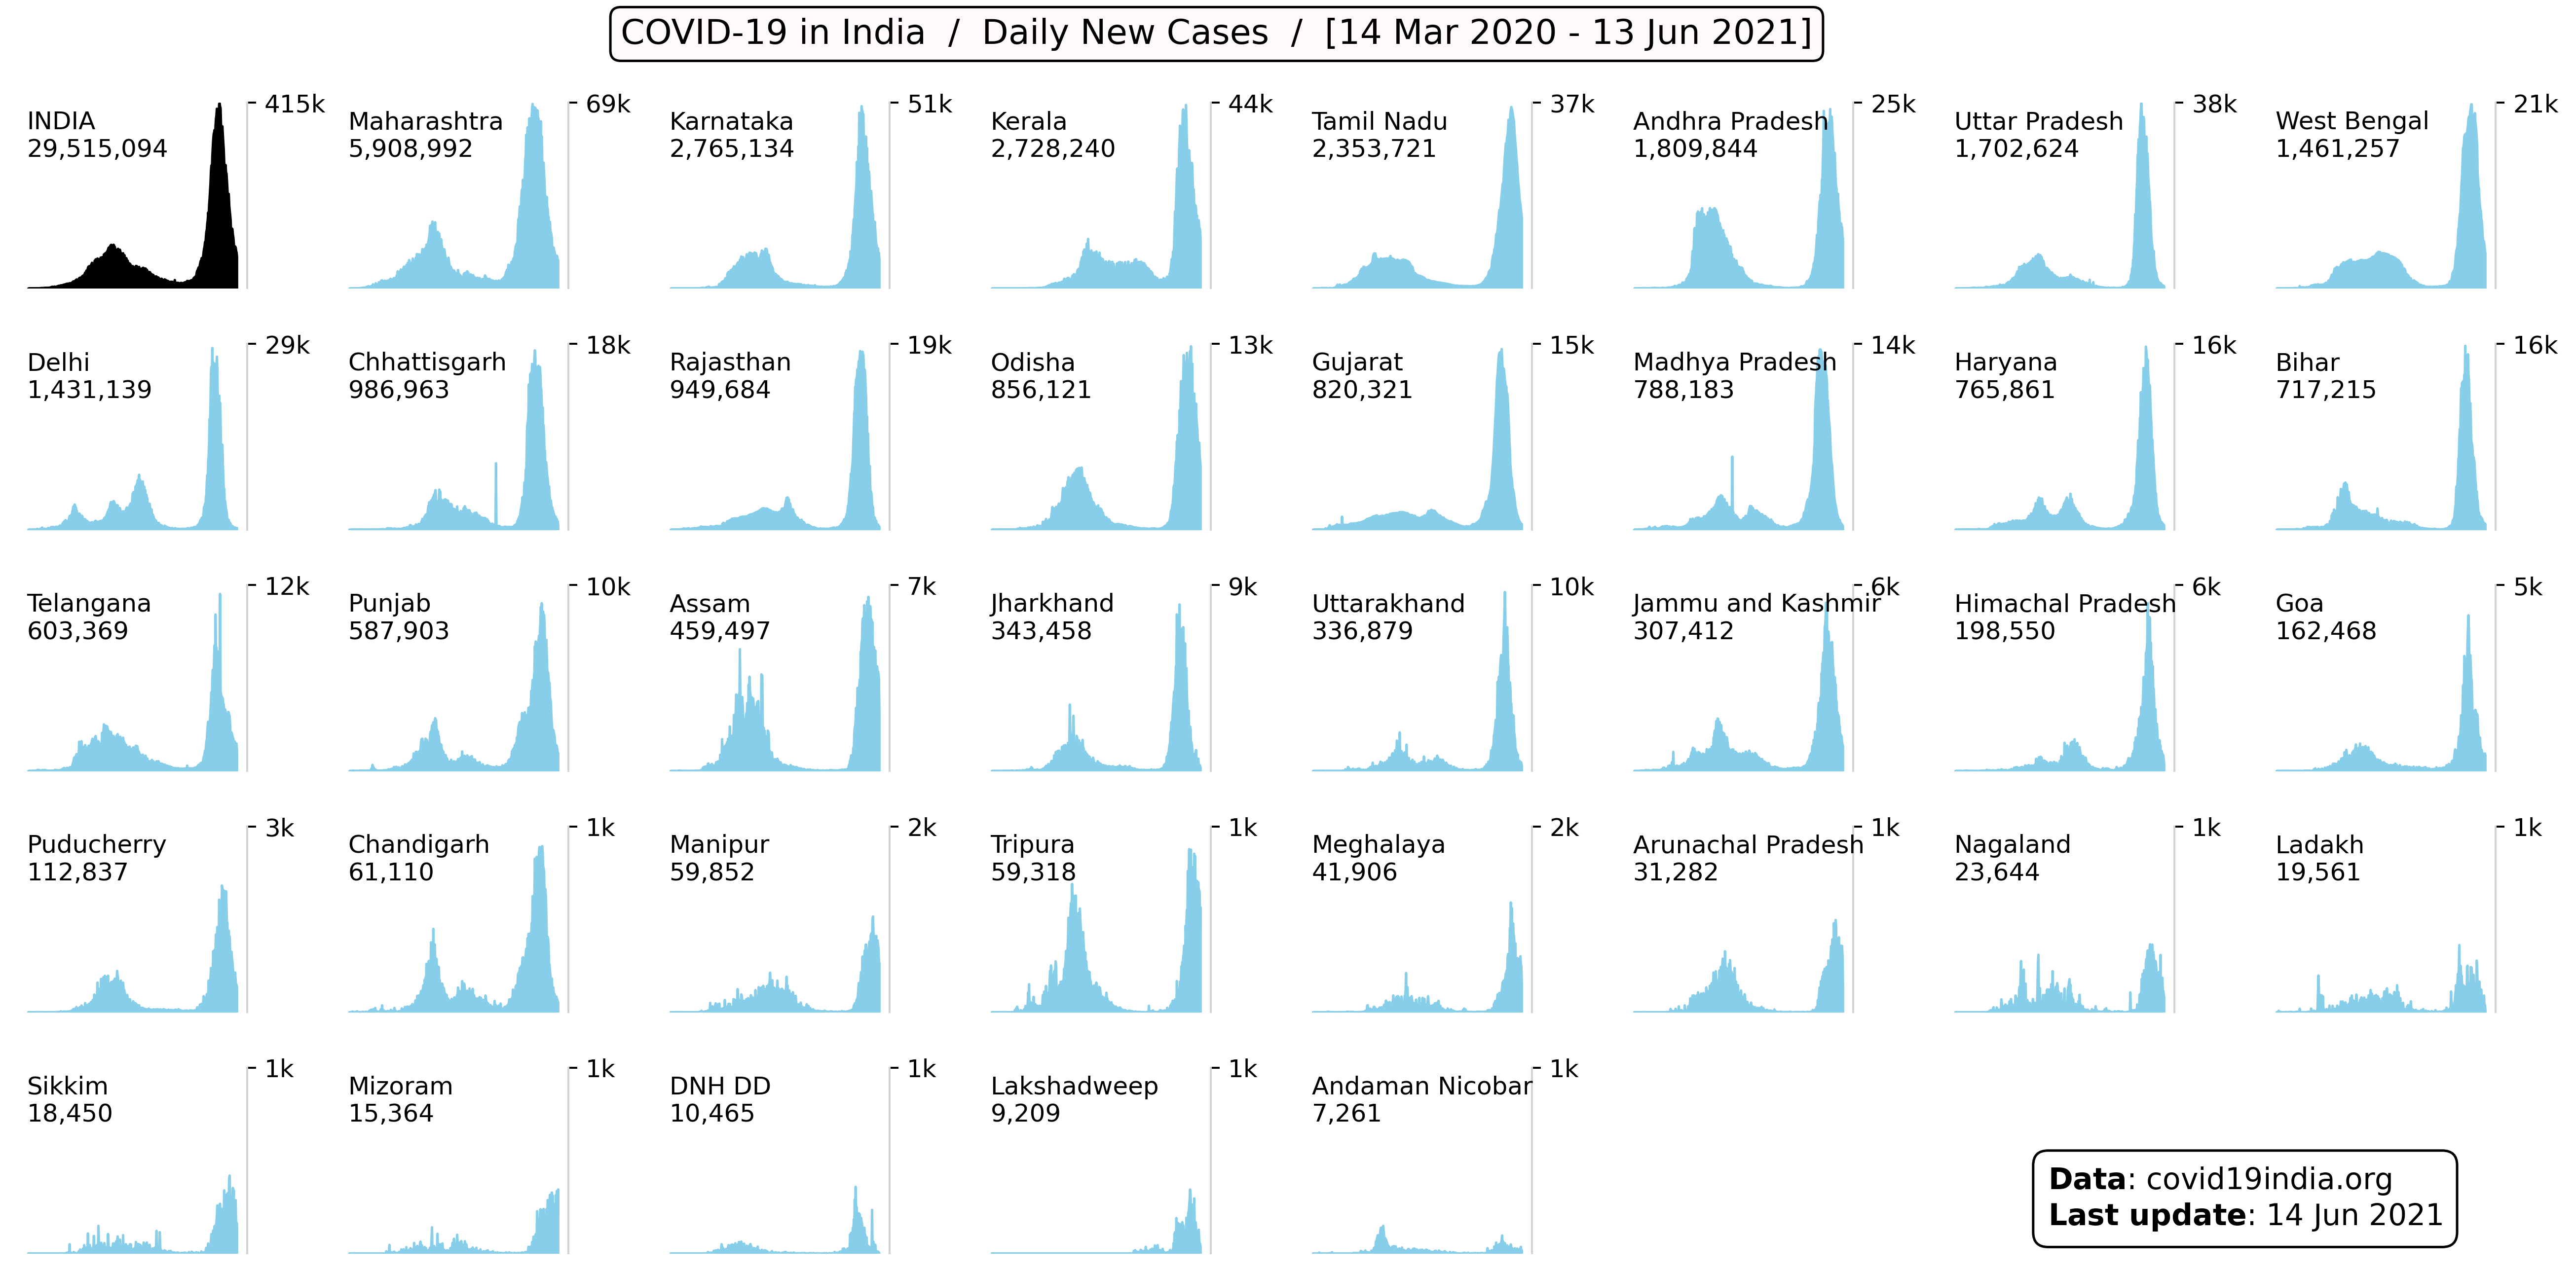 COVID-19 in India / Daily New Cases / [14 Mar 2020 - 13 Jun 2021]
INDIA
29,515,094
415k
Maharashtra
5,908,992
69k
Karnataka
2,765,134
51k
Kerala
2,728,240
44k
Tamil Nadu
2,353,721
37k
Andhra Pradesh
1,809,844
25k
Uttar Pradesh
1,702,624
38k
West Bengal
1,461,257
21k
Delhi
1,431,139
29k
Chhattisgarh
986,963
18k
Rajasthan
949,684
19k
Odisha
856,121
13k
Gujarat
820,321
15k
Madhya Pradesh
788,183
14k
Haryana
765,861
16k
Bihar
717,215
16k
Telangana
603,369
12k
Punjab
587,903
10k
Assam
459,497
7k
Jharkhand
343,458
9k
Uttarakhand
336,879
10k
Jammu and Kashmir
307,412
6k
Himachal Pradesh
198,550
6k
Goa
162,468
5k
Puducherry
112,837
3k
Chandigarh
61,110
1k
Manipur
59,852
2k
Tripura
59,318
1k
Meghalaya
41,906
2k
Arunachal Pradesh
31,282
1k
Nagaland
23,644
1k
Ladakh
19,561
1k
Sikkim
18,450
1k
Mizoram
15,364
1k
DNH DD
10,465
1k
Lakshadweep
9,209
1k
Andaman Nicobar
7,261
1k
Data: covid19india.org
Last update: 14 Jun 2021